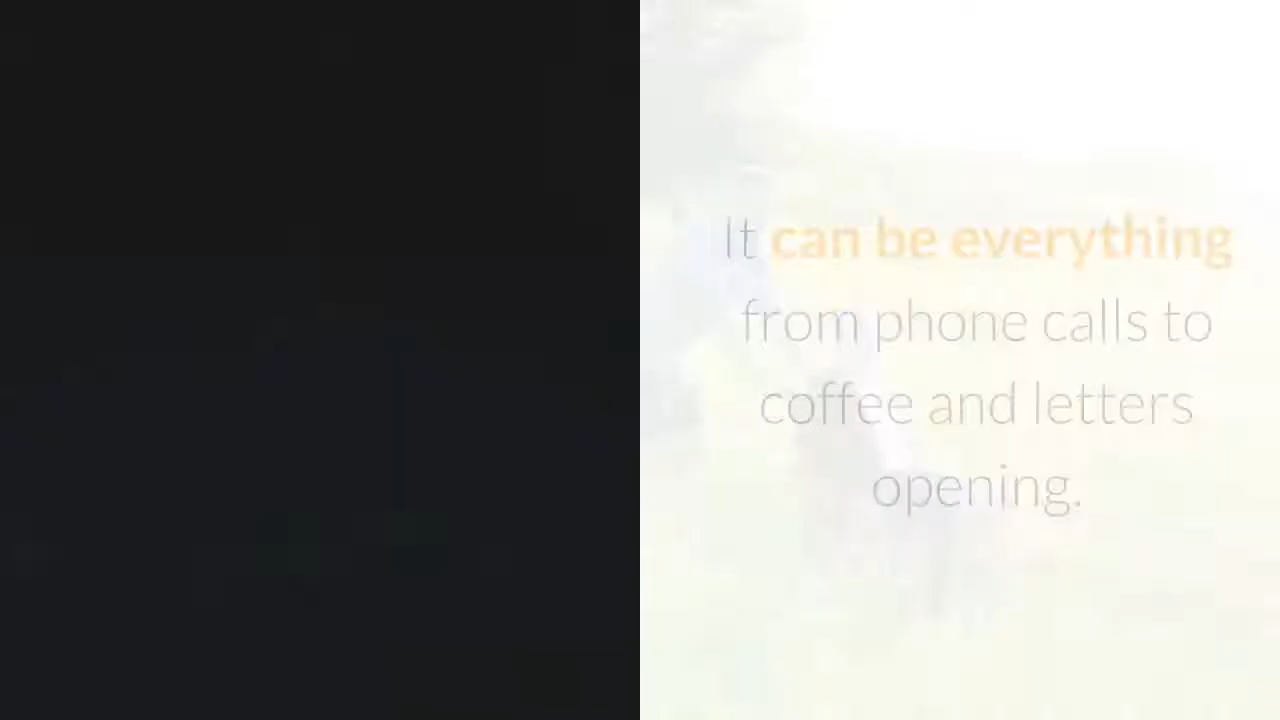 It can be everything
from phone calls to
coffee and letters
opening.